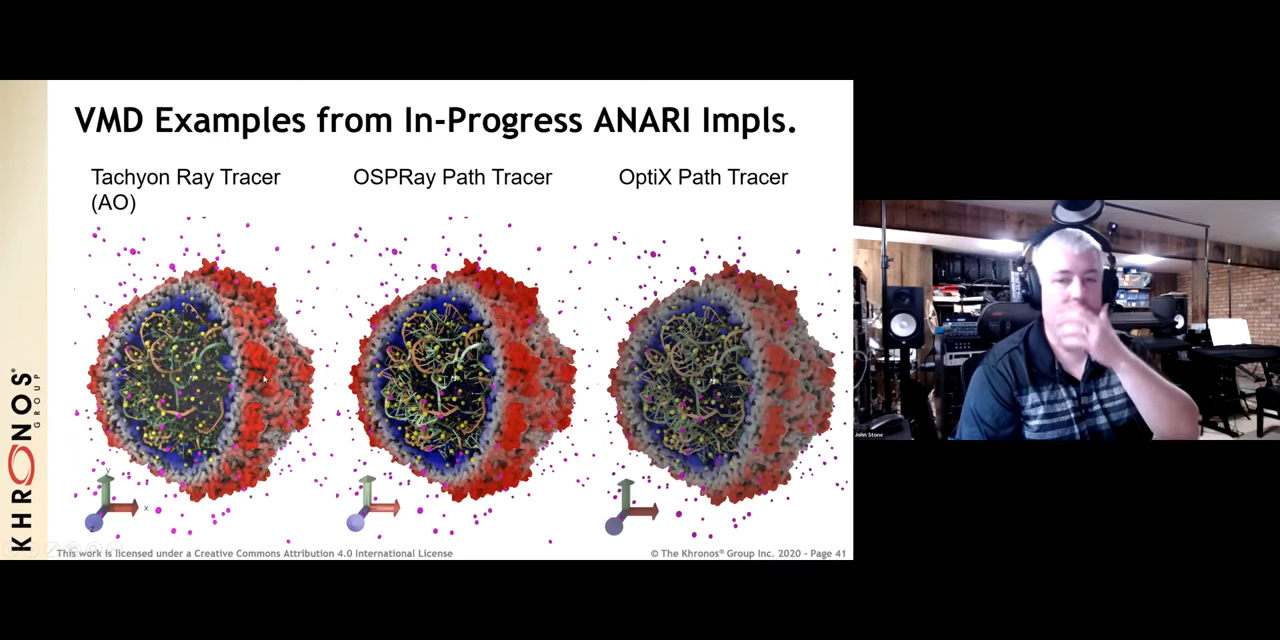 VMD Examples from In-Progress ANARI Impls.
Tachyon Ray Tracer
(AO)
OSPRay Path Tracer
OptiX Path Tracer
KHRONOS®
GROUP
x
This work is licensed under a Creative Commons Attribution 4.0 International License
© The Khronos® Group Inc. 2020 - Page 41
John Stone